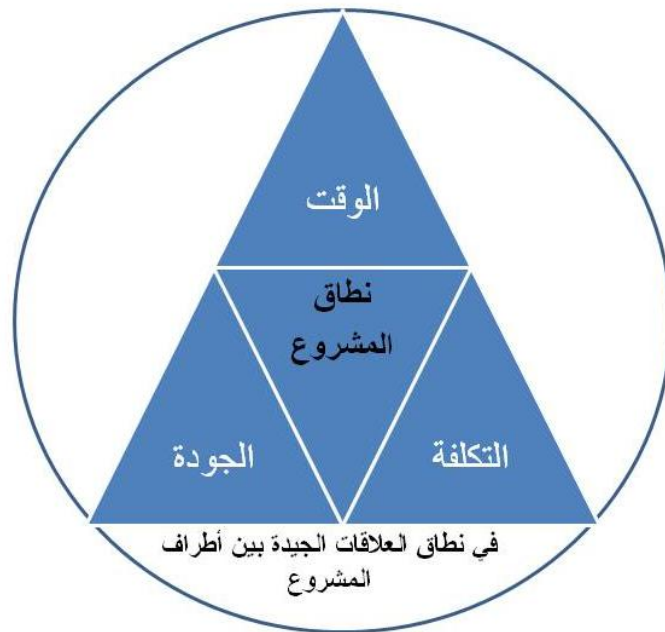 الوقت
نطاق
المشروع
التكلفة
الجودة
في نطاق العلاقات الجيدة بين أطراف
المشروع